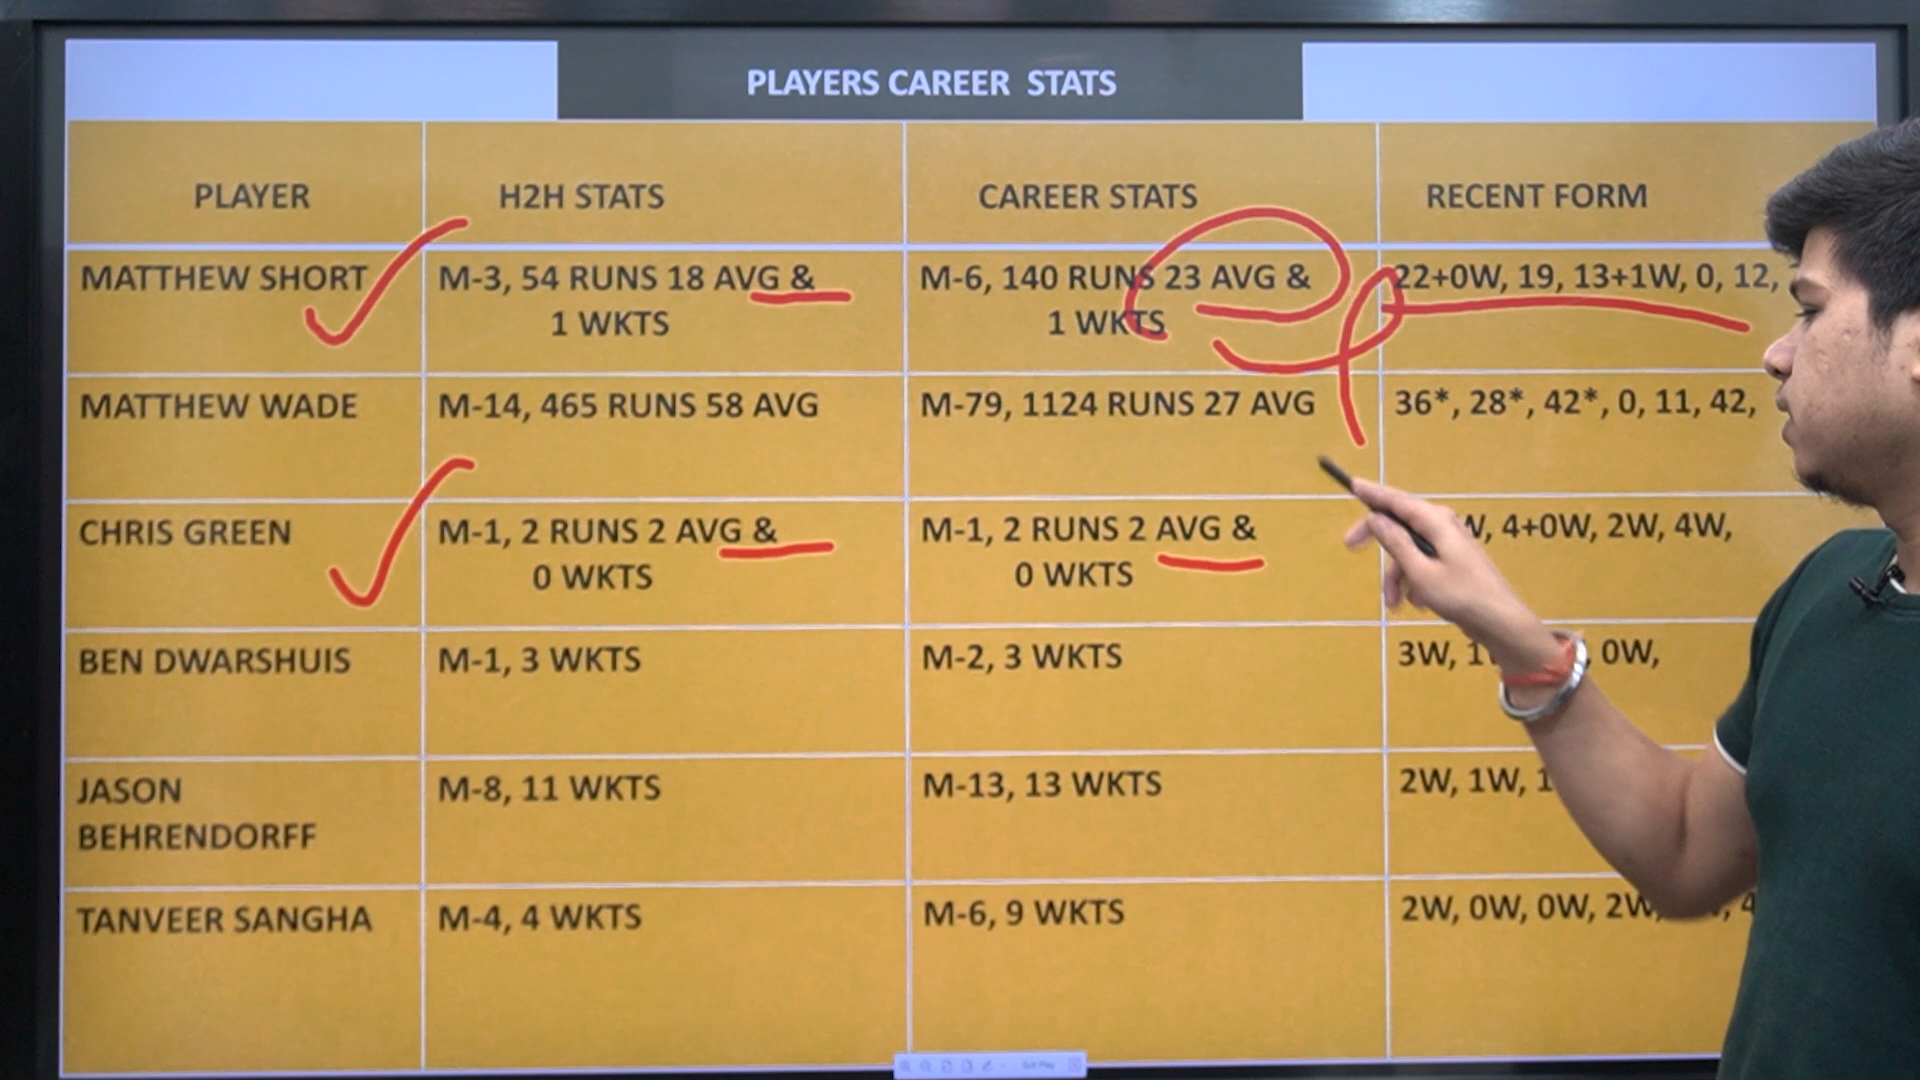 PLAYERS CAREER STATS
PLAYER H2H STATS CAREER STATS RECENT FORM
MATTHEW SHORT M-3, 54 RUNS 18 AVG & M-6, 140 RUNS 23 AVG & 22+0W, 19, 13+1W, 0, 12,
1 WKTS 1 WKTS
MATTHEW WADE M-14, 465 RUNS 58 AVG M-79, 1124 RUNS 27 AVG 36*, 28*, 42*, 0, 11, 42,
CHRIS GREEN M-1, 2 RUNS 2 AVG & M-1, 2 RUNS 2 AVG & 4+0W, 2W, 4W,
0 WKTS 0 WKTS
BEN DWARSHUIS M-1, 3 WKTS M-2, 3 WKTS 3W, 0W,
JASON M-8, 11 WKTS M-13, 13 WKTS 2W, 1W,
BEHRENDORFF
TANVEER SANGHA M-4, 4 WKTS M-6, 9 WKTS 2W, 0W, 0W, 2W,